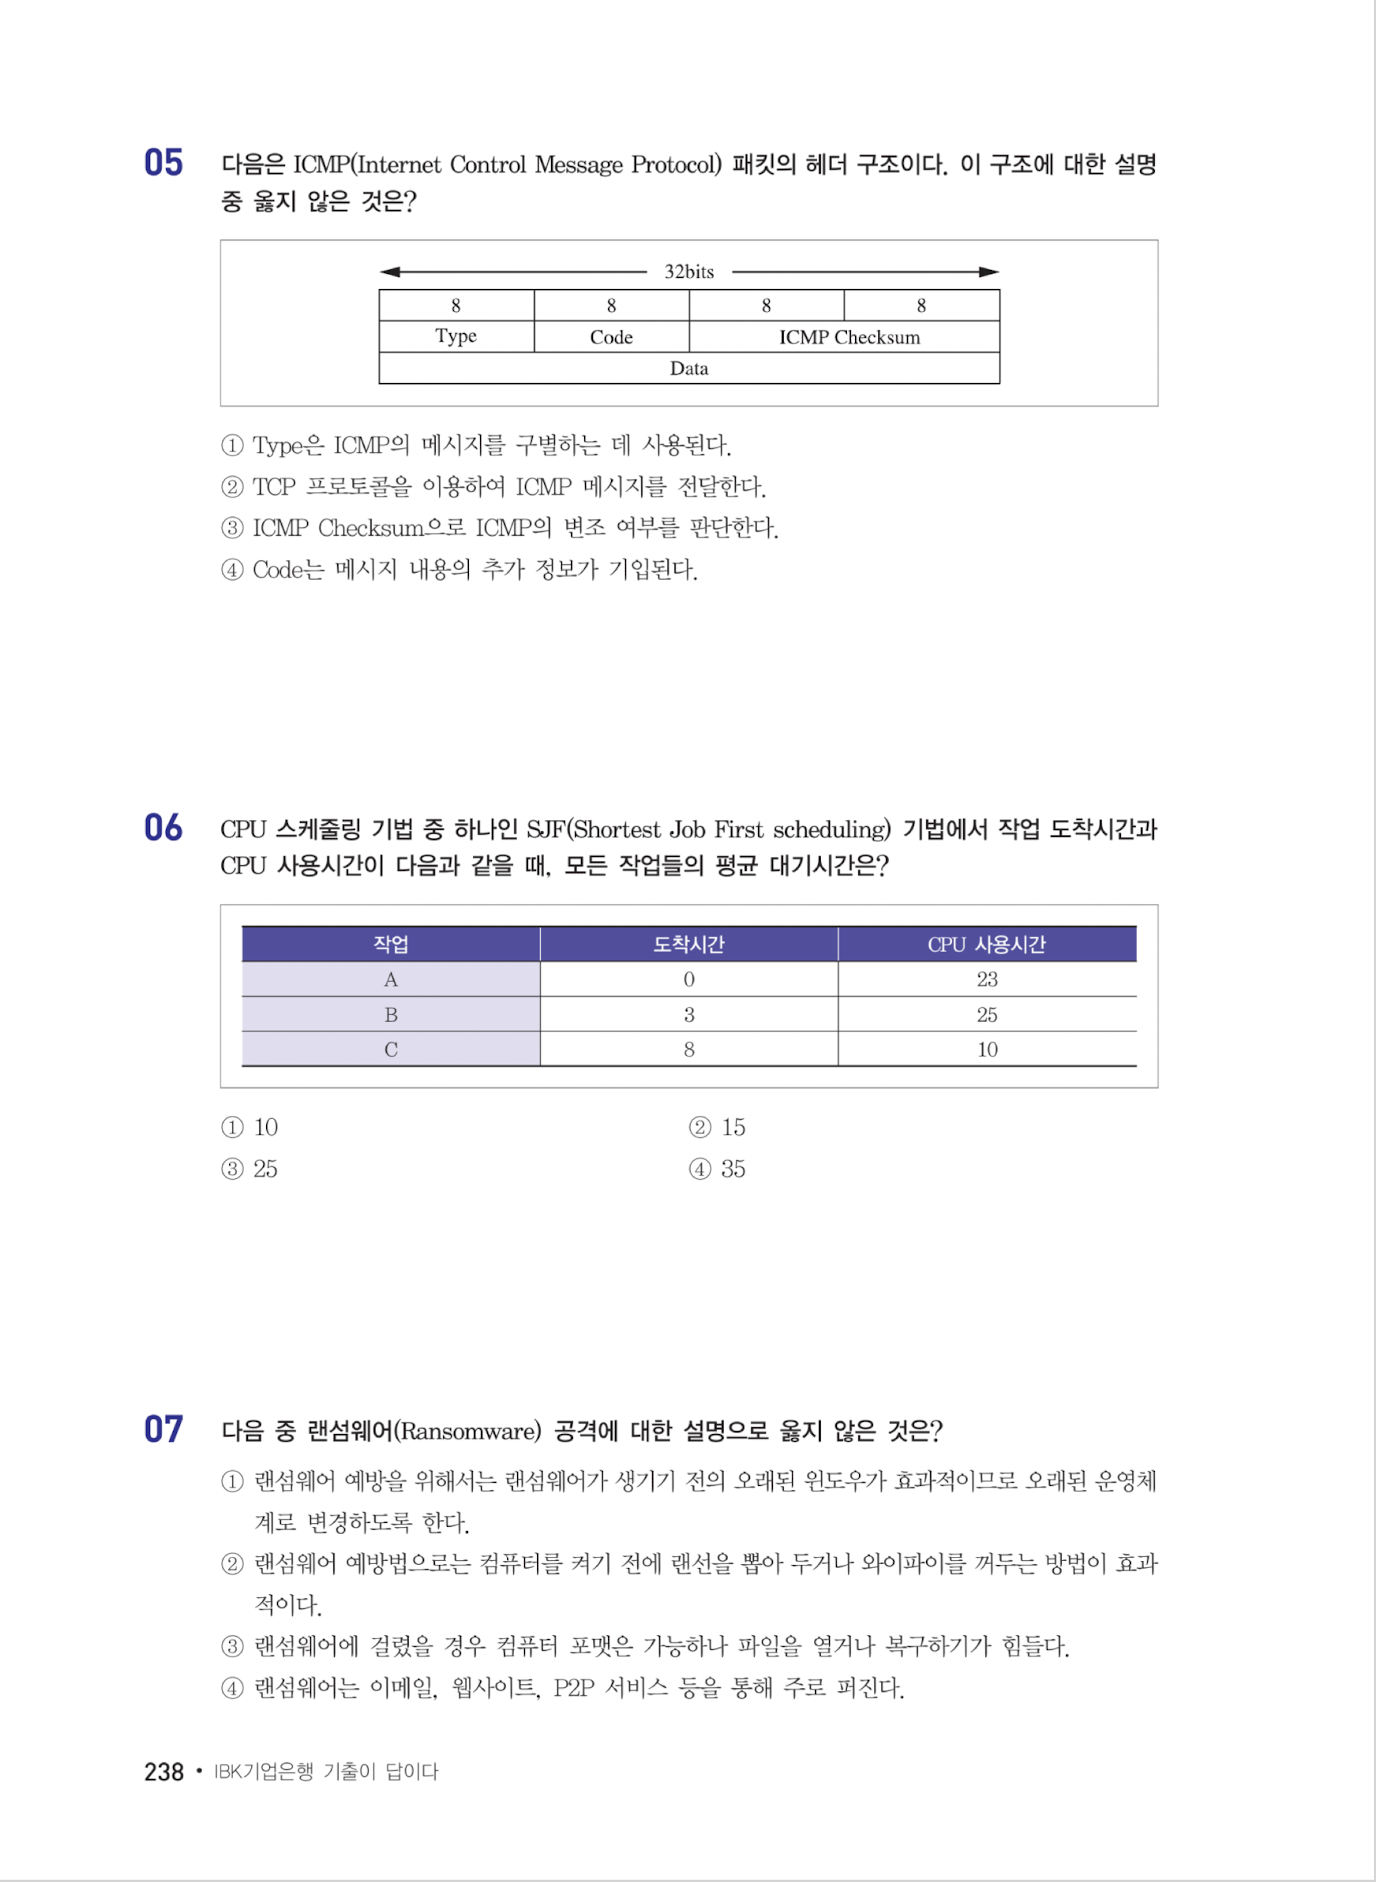 05 다음은 ICMP(Internet Control Message Protocol) 패킷의 헤더 구조이다. 이 구조에 대한 설명
중 옳지 않은 것은?
32bits
8 8 8 8
Type Code ICMP Checksum
Data
① Type은 ICMP의 메시지를 구별하는 데 사용된다.
② TCP 프로토콜을 이용하여 ICMP 메시지를 전달한다.
③ ICMP Checksum으로 ICMP의 변조 여부를 판단한다.
④ Code는 메시지 내용의 추가 정보가 기입된다.
06 CPU 스케줄링 기법 중 하나인 SJF(Shortest Job First scheduling) 기법에서 작업 도착시간과
CPU 사용시간이 다음과 같을 때, 모든 작업들의 평균 대기시간은?
작업 도착시간 CPU 사용시간
A 0 23
B 3 25
C 8 10
① 10 ② 15
③ 25 ④ 35
07 다음 중 랜섬웨어(Ransomware) 공격에 대한 설명으로 옳지 않은 것은?
① 랜섬웨어 예방을 위해서는 랜섬웨어가 생기기 전의 오래된 윈도우가 효과적이므로 오래된 운영체
계로 변경하도록 한다.
② 랜섬웨어 예방법으로는 컴퓨터를 켜기 전에 랜선을 뽑아 두거나 와이파이를 꺼두는 방법이 효과
적이다.
③ 랜섬웨어에 걸렸을 경우 컴퓨터 포맷은 가능하나 파일을 열거나 복구하기가 힘들다.
④ 랜섬웨어는 이메일, 웹사이트, P2P 서비스 등을 통해 주로 퍼진다.
238 • IBK기업은행 기출이 답이다